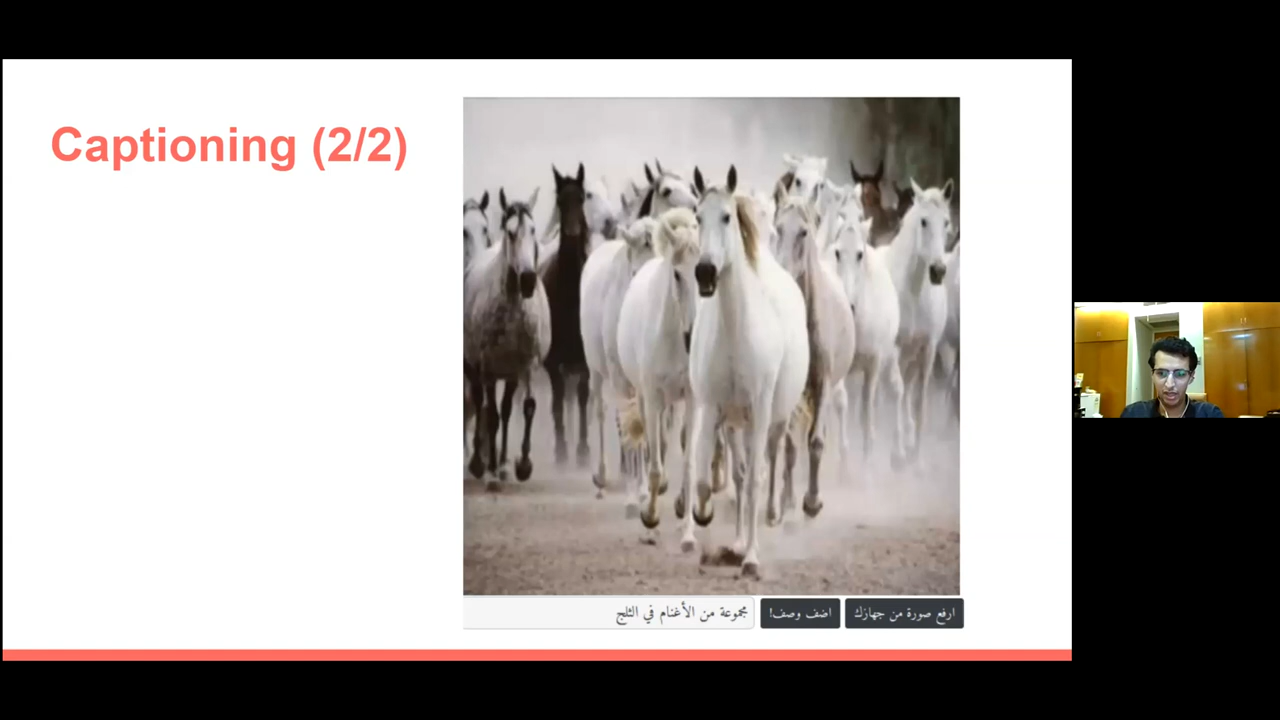 Captioning (2/2)
ارفع صورة من جهازك
اضف وصف!
مجموعة من الأغنام في الثلج